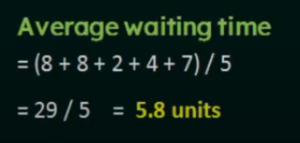 Average waiting time
= (8 + 8 + 2 + 4 + 7) / 5
= 29 / 5 = 5.8 units